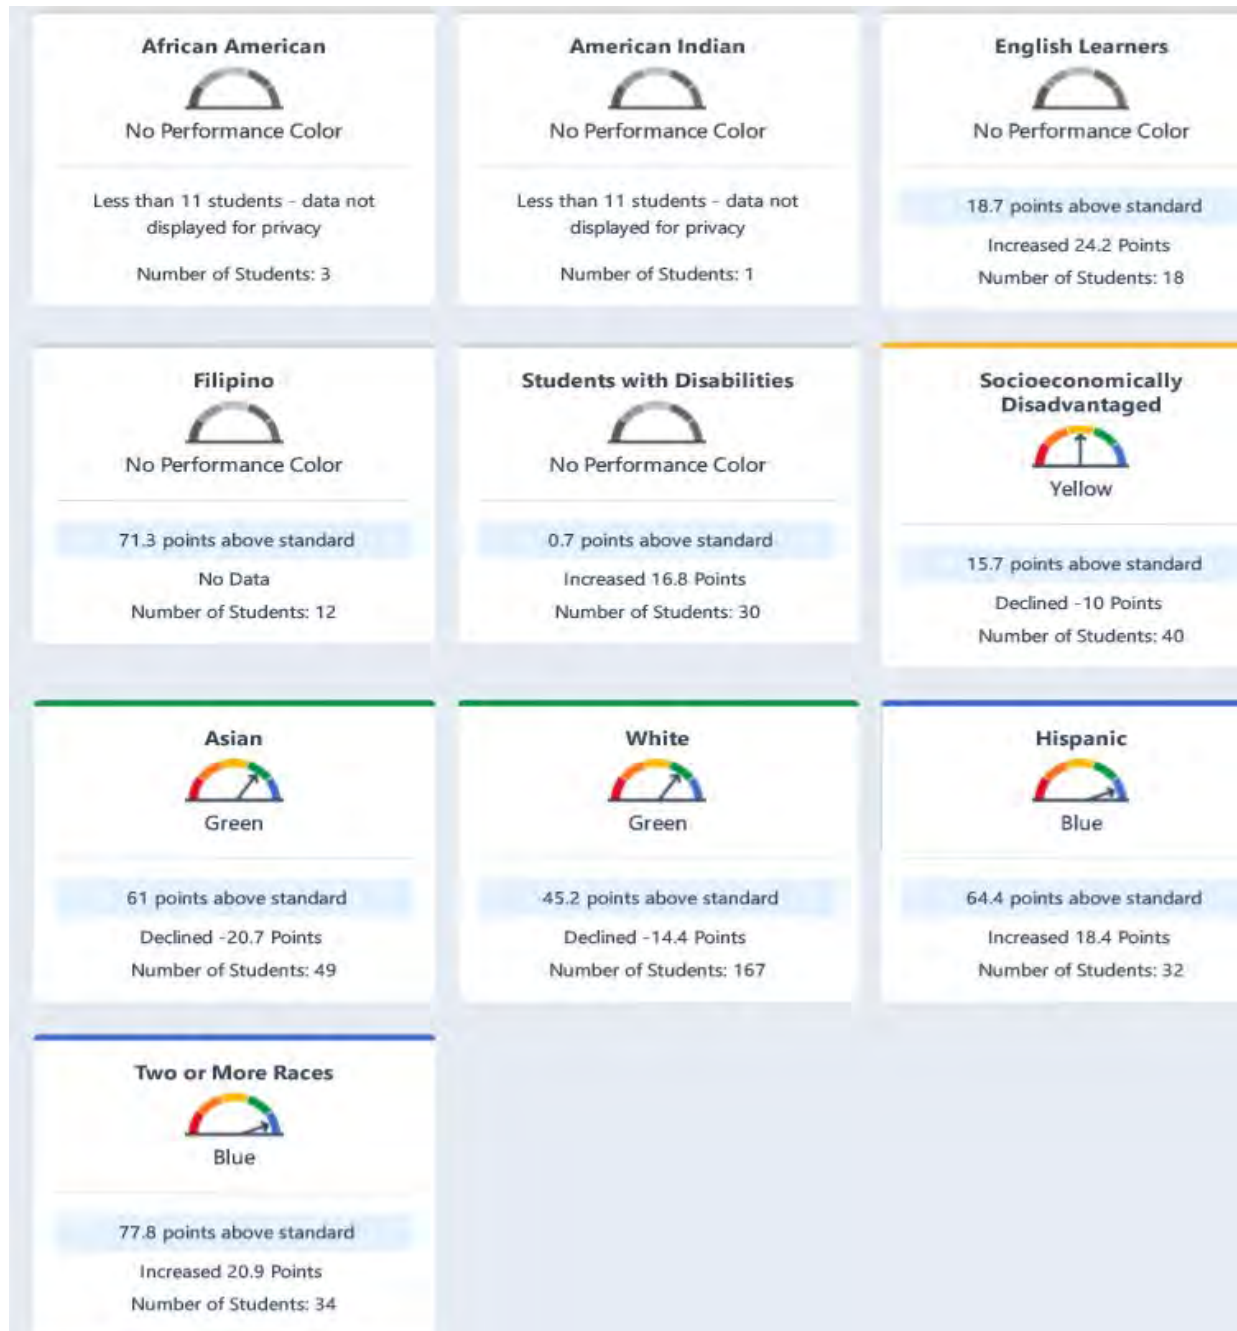 African American
No Performance Color
Less than 11 students - data not
displayed for privacy
Number of Students: 3
American Indian
No Performance Color
Less than 11 students - data not
displayed for privacy
Number of Students: 1
English Learners
No Performance Color
18.7 points above standard
Increased 24.2 Points
Number of Students: 18
Filipino
No Performance Color
71.3 points above standard
No Data
Number of Students: 12
Students with Disabilities
No Performance Color
0.7 points above standard
Increased 16.8 Points
Number of Students: 30
Socioeconomically
Disadvantaged
Yellow
15.7 points above standard
Declined -10 Points
Number of Students: 40
Asian
Green
61 points above standard
Declined -20.7 Points
Number of Students: 49
White
Green
45.2 points above standard
Declined -14.4 Points
Number of Students: 167
Hispanic
Blue
64.4 points above standard
Increased 18.4 Points
Number of Students: 32
Two or More Races
Blue
77.8 points above standard
Increased 20.9 Points
Number of Students: 34